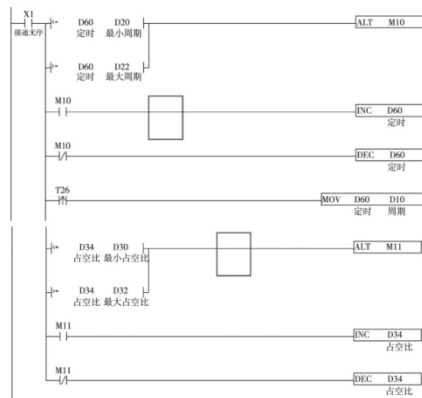 X1
接通无序
<= D60 D20
定时 最小周期
ALT M10
>= D60 D22
定时 最大周期
M10
INC D60
定时
M10
DEC D60
定时
T26
MOV D60 D10
定时 周期
<= D34 D30
占空比 最小占空比
ALT M11
>= D34 D32
占空比 最大占空比
M11
INC D34
占空比
M11
DEC D34
占空比